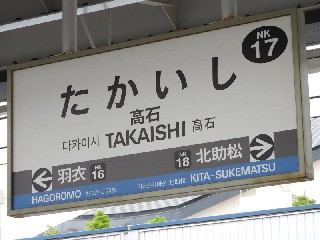 NK
17
たかいし
高石
다카이시 TAKAISHI 高石
羽衣 NK 16
NK 18 北助松
HAGOROMO
KITA-SUKEMATSU